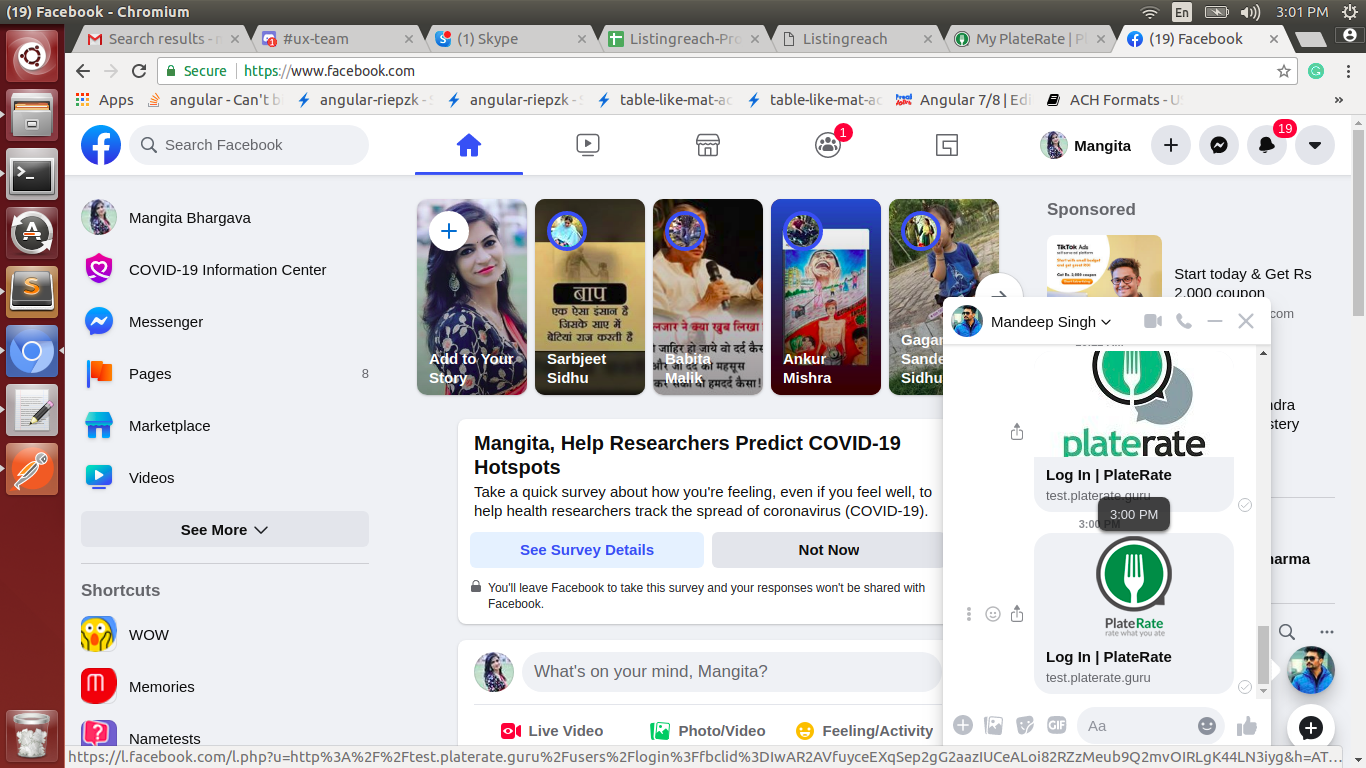 (19) Facebook - Chromium
En
3:01 PM
Search results - n
#ux-team
(1) Skype
Listingreach-Pro
Listingreach
My PlateRate | Pl
(19) Facebook
Secure
https://www.facebook.com
Apps
angular - Can't b
angular-riepzk - S
angular-riepzk - S
table-like-mat-ac
table-like-mat-ac
Angular 7/8 | Edi
ACH Formats - US
»
Search Facebook
1
Mangita
19
Mangita Bhargava
COVID-19 Information Center
Messenger
Pages
8
Marketplace
Videos
See More
Shortcuts
WOW
Memories
Nametests
Add to Your
Story
बाप
एक ऐसा इंसान है
जिसके साए में
बेटियां राज करती है
Sarbjeet
Sidhu
Babita
Malik
Ankur
Mishra
Gagan
Sande
Sidhu
Sponsored
TikTok Ads
Start today & Get Rs
2,000 coupon
com
ndra
stery
arma
Mangita, Help Researchers Predict COVID-19
Hotspots
Take a quick survey about how you're feeling, even if you feel well, to
help health researchers track the spread of coronavirus (COVID-19).
See Survey Details
Not Now
You'll leave Facebook to take this survey and your responses won't be shared with
Facebook.
What's on your mind, Mangita?
Live Video
Photo/Video
Feeling/Activity
Mandeep Singh
platerate
Log In | PlateRate
test.platerate.guru
3:00 PM
3:00 PM
PlateRate
rate what you ate
Log In | PlateRate
test.platerate.guru
GIF
Aa
https://l.facebook.com/l.php?u=http%3A%2F%2Ftest.platerate.guru%2Fusers%2Flogin%3Ffbclid%3DIwAR2AVfuyceEXqSep2gG2aazIUCeALoi82RZzMeub9Q2mvOIRLgK44LN3iyg&h=AT…